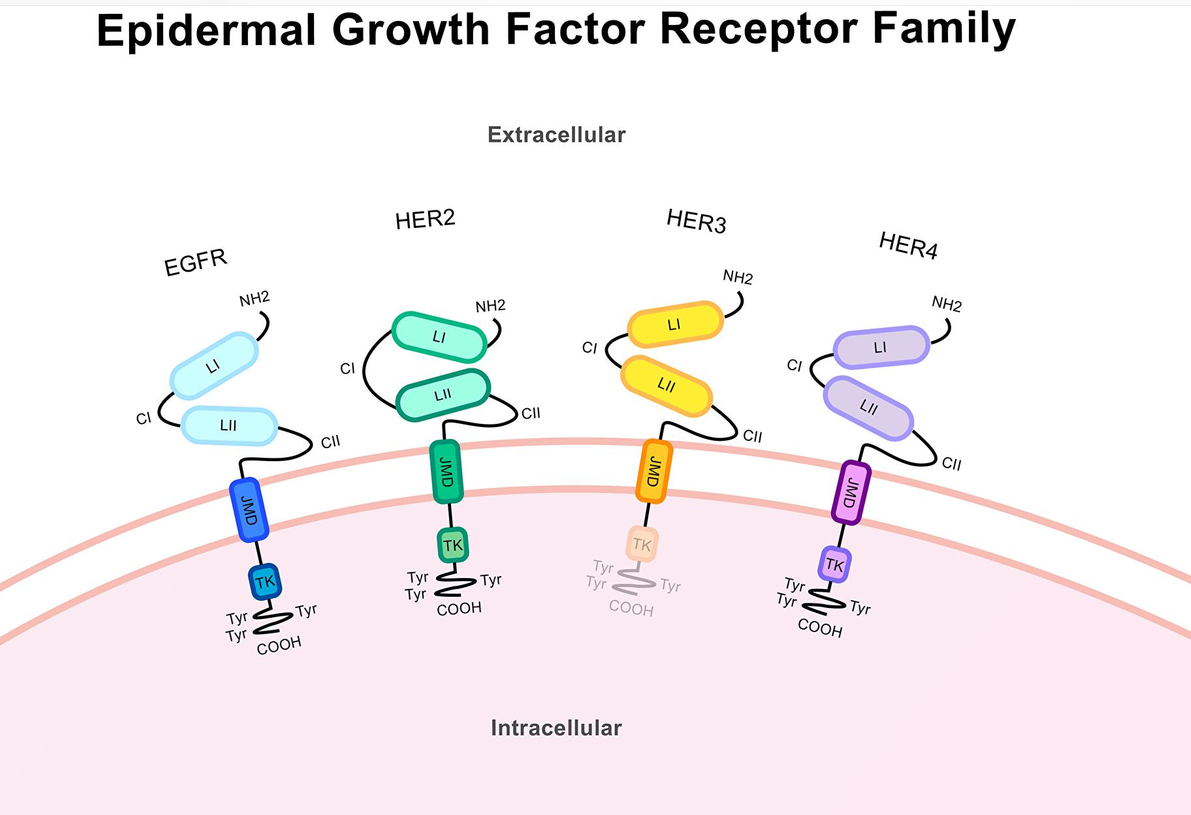 Epidermal Growth Factor Receptor Family
Extracellular
EGFR
NH2
LI
CI
LII
CII
JMD
TK
Tyr
Tyr
Tyr
COOH
HER2
NH2
LI
CI
LII
CII
JMD
TK
Tyr
Tyr
Tyr
COOH
HER3
NH2
LI
CI
LII
CII
JMD
TK
Tyr
Tyr
Tyr
COOH
HER4
NH2
LI
CI
LII
CII
JMD
TK
Tyr
Tyr
Tyr
COOH
Intracellular